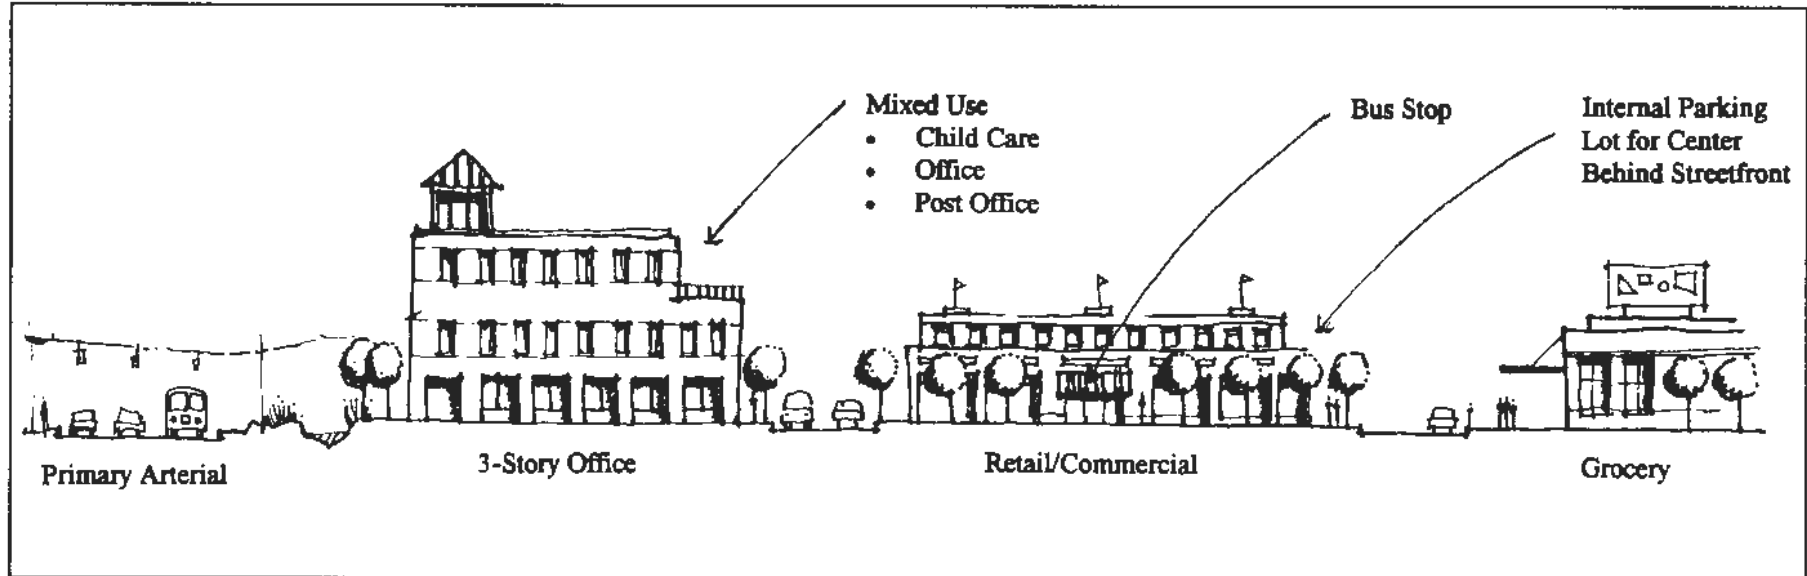 Mixed Use
• Child Care
• Office
• Post Office
Bus Stop
Internal Parking
Lot for Center
Behind Streetfront
Primary Arterial
3-Story Office
Retail/Commercial
Grocery